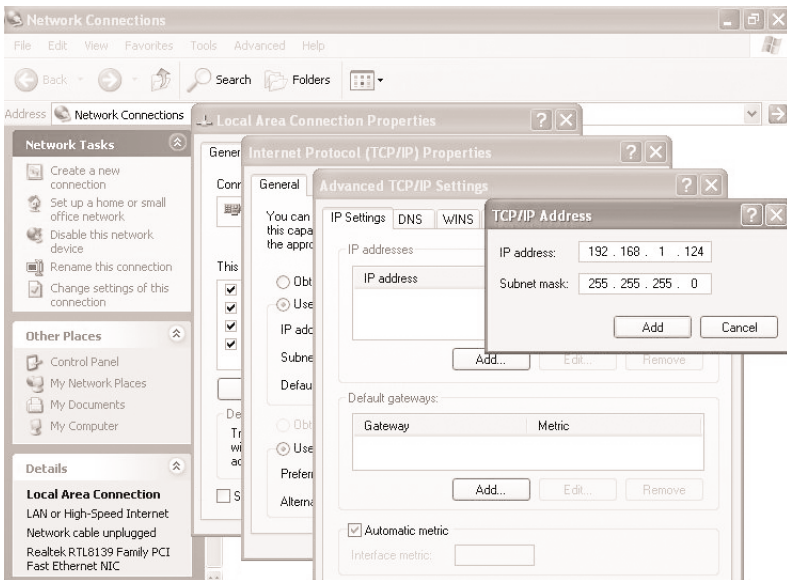 Network Connections
File Edit View Favorites Tools Advanced Help
Back Search Folders
Address Network Connections
Network Tasks
Create a new
connection
Set up a home or small
office network
Disable this network
device
Rename this connection
Change settings of this
connection
Other Places
Control Panel
My Network Places
My Documents
My Computer
Details
Local Area Connection
LAN or High-Speed Internet
Network cable unplugged
Realtek RTL8139 Family PCI
Fast Ethernet NIC
Local Area Connection Properties
Gener
Conn
This
De
Tr
wi
ac
S
Internet Protocol (TCP/IP) Properties
General
You can
this capa
the appro
Obt
Use
IP add
Subne
Defau
Obt
Use
Prefer
Alterna
Advanced TCP/IP Settings
IP Settings DNS WINS
IP addresses
IP address
Add... Edit... Remove
Default gateways:
Gateway Metric
Add... Edit... Remove
Automatic metric
Interface metric:
TCP/IP Address
IP address: 192 . 168 . 1 . 124
Subnet mask: 255 . 255 . 255 . 0
Add Cancel